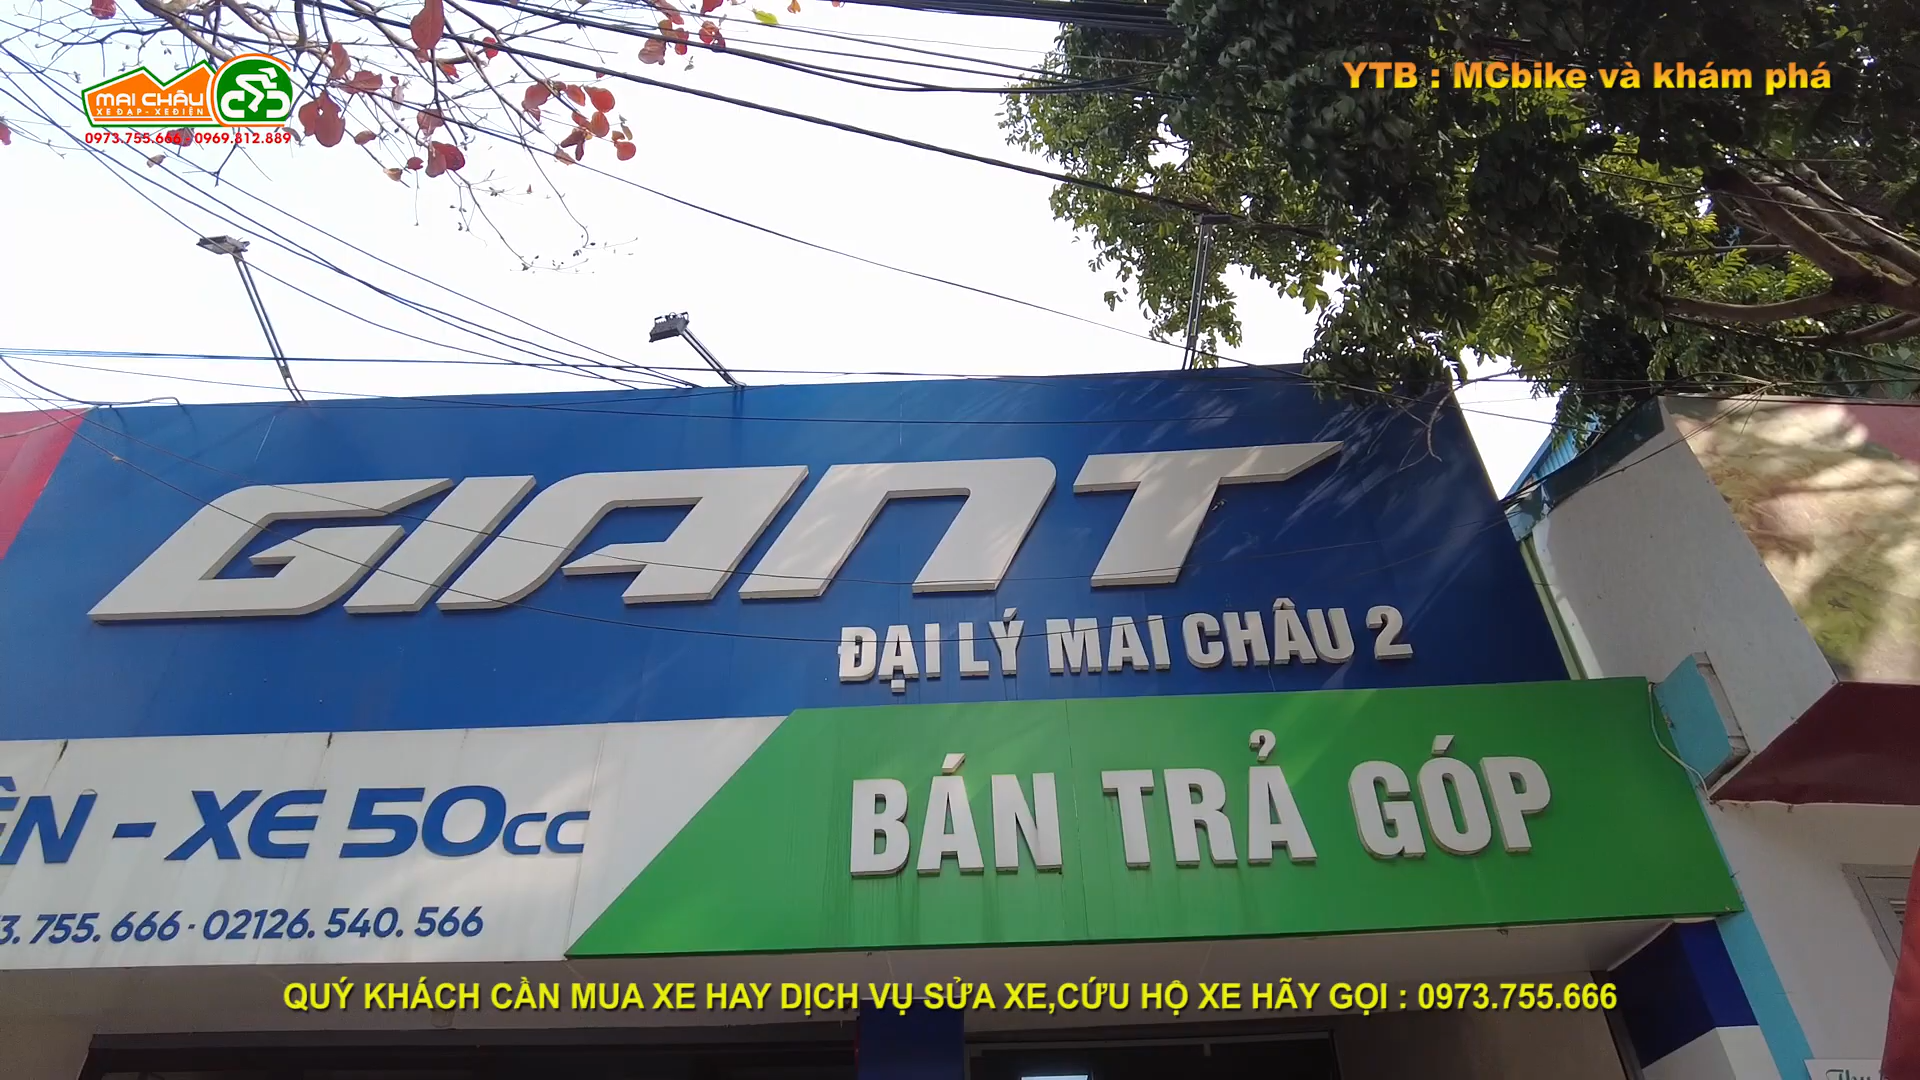 MAI CHÂU
XE ĐẠP - XE ĐIỆN
0973.755.666 - 0969.812.889
YTB : MCbike và khám phá
GIANT
ĐẠI LÝ MAI CHÂU 2
BÁN TRẢ GÓP
ỆN - XE 50cc
3. 755. 666 · 02126. 540. 566
QUÝ KHÁCH CẦN MUA XE HAY DỊCH VỤ SỬA XE,CỨU HỘ XE HÃY GỌI : 0973.755.666